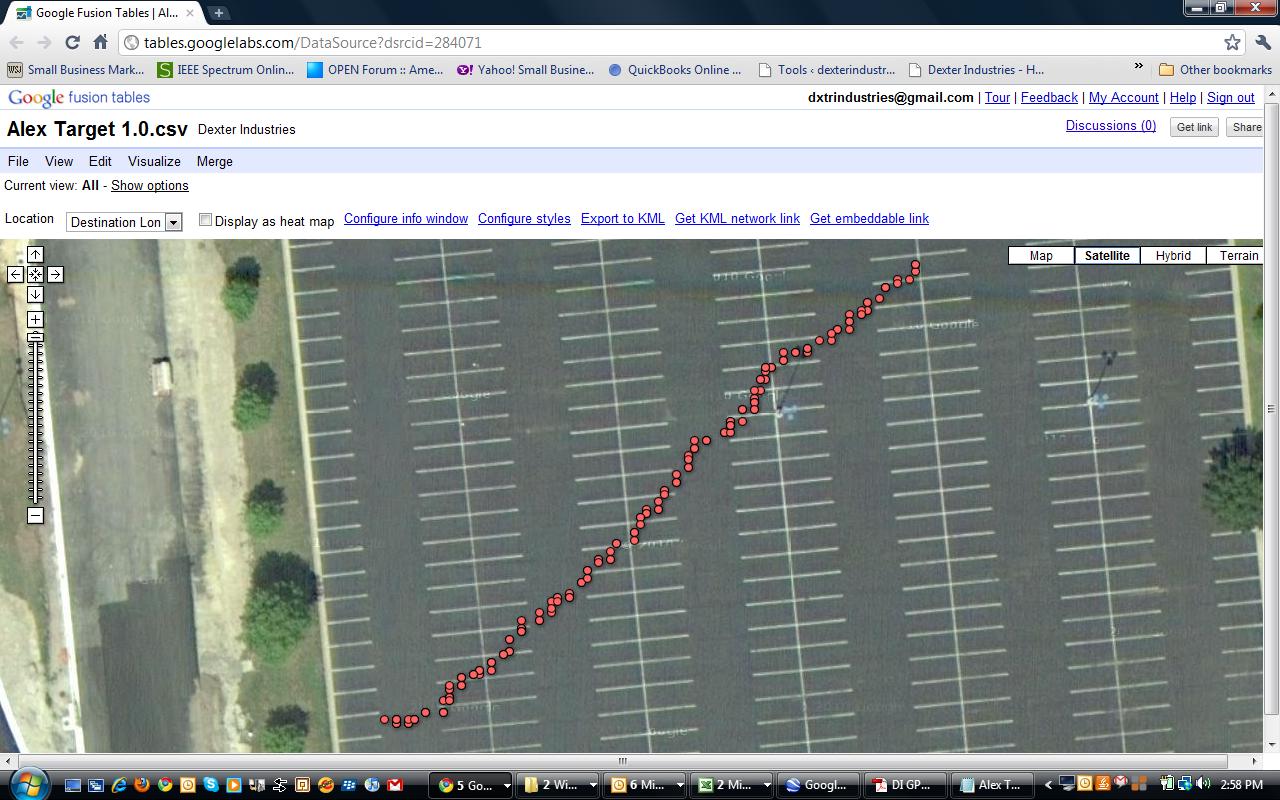 Google Fusion Tables | Al...
tables.googlelabs.com/DataSource?dsrcid=284071
WSJ Small Business Mark... S IEEE Spectrum Onlin... OPEN Forum :: Ame... Y! Yahoo! Small Busine... QuickBooks Online ... Tools ‹ dexterindustr... Dexter Industries - H... » Other bookmarks
Google fusion tables dxtrindustries@gmail.com | Tour | Feedback | My Account | Help | Sign out
Alex Target 1.0.csv Dexter Industries Discussions (0) Get link Share
File View Edit Visualize Merge
Current view: All - Show options
Location Destination Lon Display as heat map Configure info window Configure styles Export to KML Get KML network link Get embeddable link
Map Satellite Hybrid Terrain
5 Go... 2 Wi... 6 Mi... 2 Mi... Googl... DI GP... Alex T... 2:58 PM